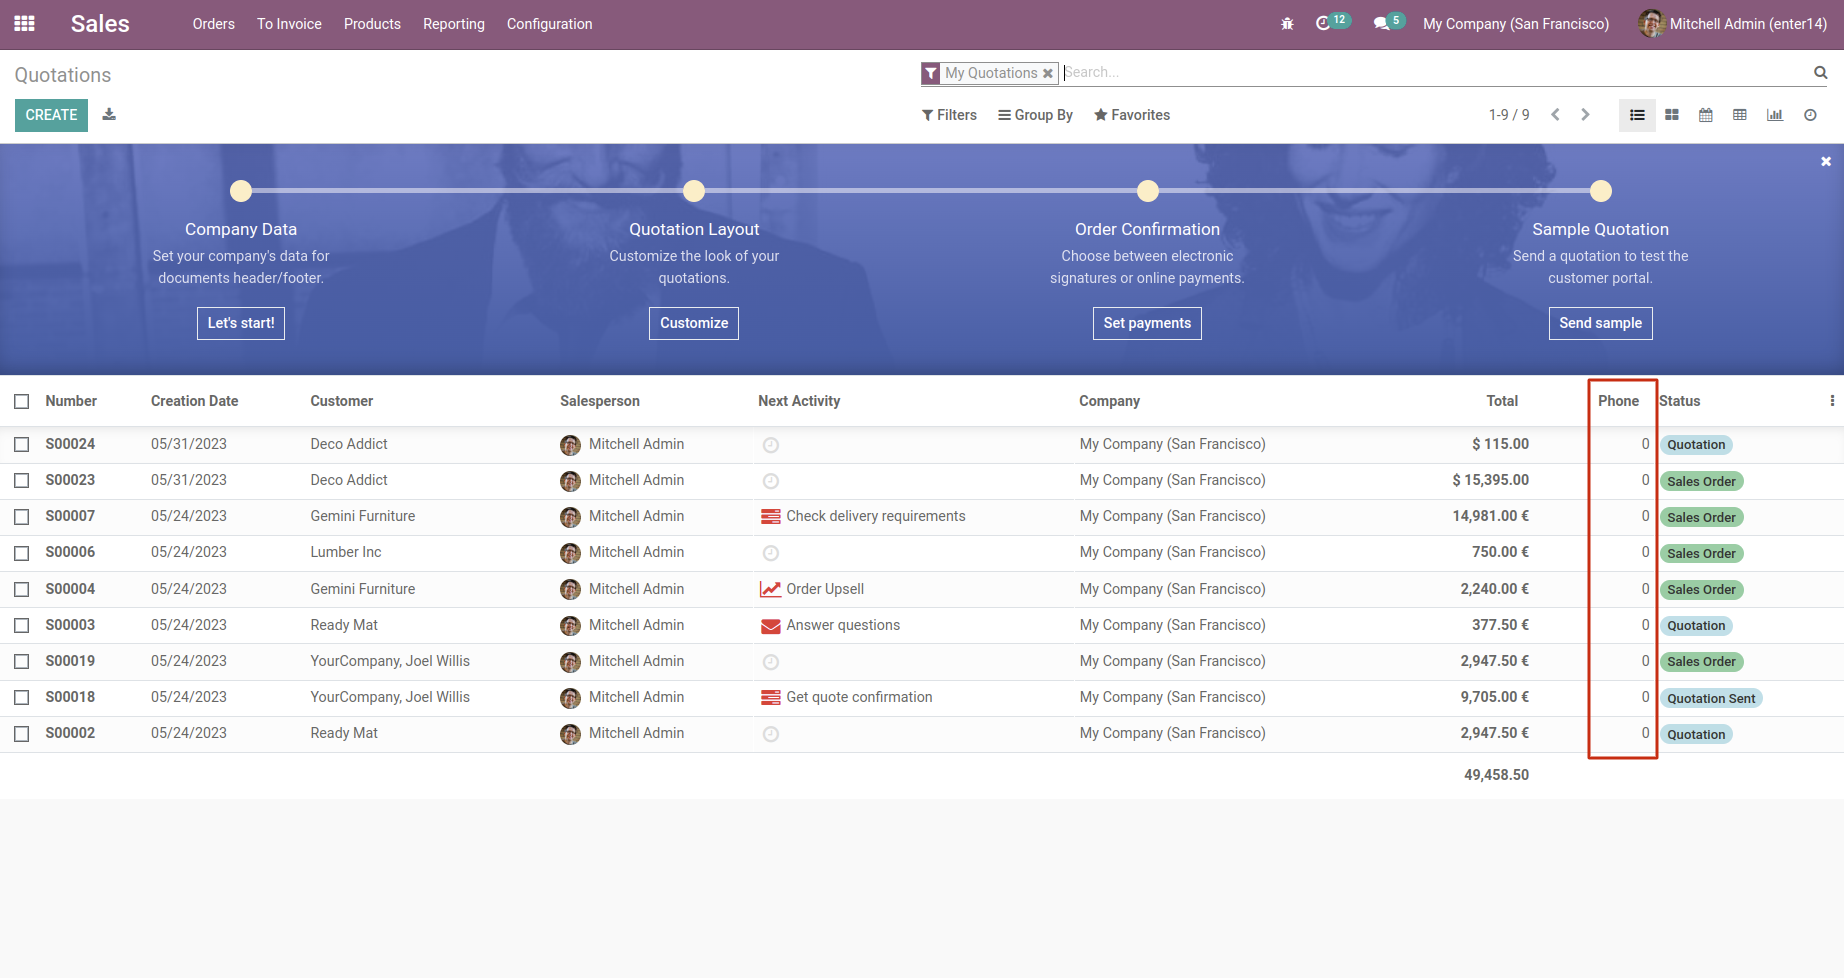 Sales Orders To Invoice Products Reporting Configuration 12 5 My Company (San Francisco) Mitchell Admin (enter14)
Quotations My Quotations Search...
CREATE Filters Group By Favorites 1-9 / 9
Company Data Quotation Layout Order Confirmation Sample Quotation
Set your company's data for Customize the look of your Choose between electronic Send a quotation to test the
documents header/footer. quotations. signatures or online payments. customer portal.
Let's start! Customize Set payments Send sample
Number Creation Date Customer Salesperson Next Activity Company Total Phone Status
S00024 05/31/2023 Deco Addict Mitchell Admin My Company (San Francisco) $ 115.00 0 Quotation
S00023 05/31/2023 Deco Addict Mitchell Admin My Company (San Francisco) $ 15,395.00 0 Sales Order
S00007 05/24/2023 Gemini Furniture Mitchell Admin Check delivery requirements My Company (San Francisco) 14,981.00 € 0 Sales Order
S00006 05/24/2023 Lumber Inc Mitchell Admin My Company (San Francisco) 750.00 € 0 Sales Order
S00004 05/24/2023 Gemini Furniture Mitchell Admin Order Upsell My Company (San Francisco) 2,240.00 € 0 Sales Order
S00003 05/24/2023 Ready Mat Mitchell Admin Answer questions My Company (San Francisco) 377.50 € 0 Quotation
S00019 05/24/2023 YourCompany, Joel Willis Mitchell Admin My Company (San Francisco) 2,947.50 € 0 Sales Order
S00018 05/24/2023 YourCompany, Joel Willis Mitchell Admin Get quote confirmation My Company (San Francisco) 9,705.00 € 0 Quotation Sent
S00002 05/24/2023 Ready Mat Mitchell Admin My Company (San Francisco) 2,947.50 € 0 Quotation
49,458.50